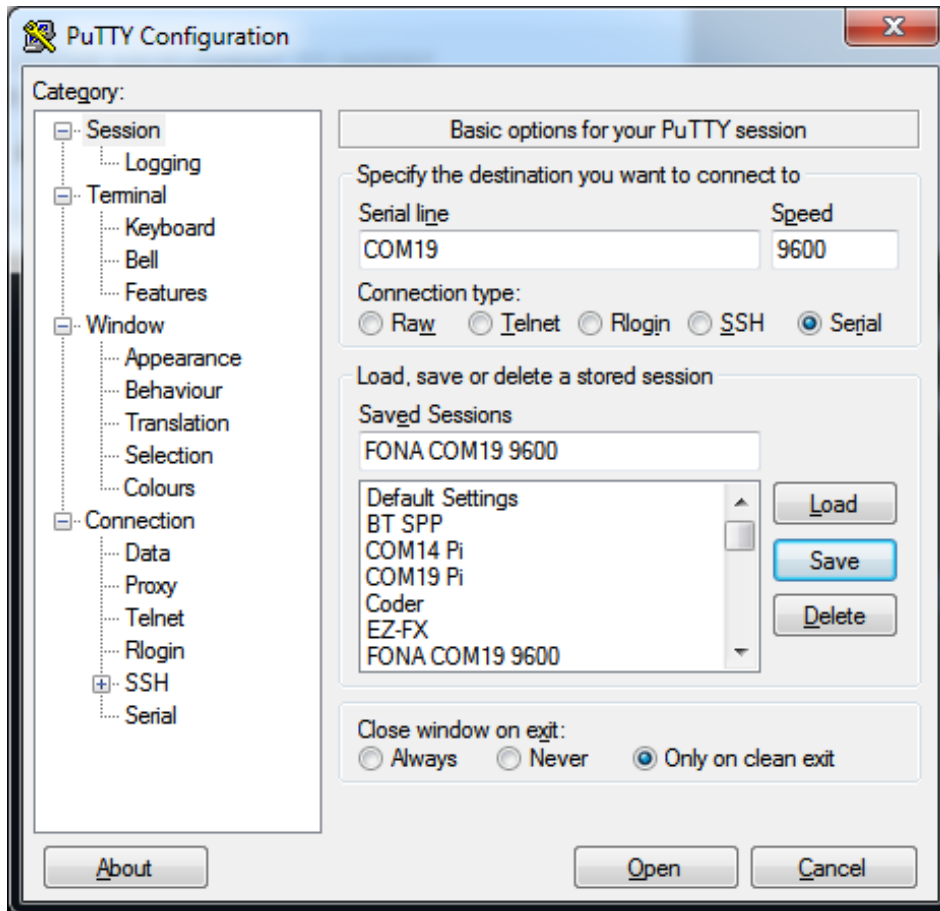 PuTTY Configuration
Category:
Session
Logging
Terminal
Keyboard
Bell
Features
Window
Appearance
Behaviour
Translation
Selection
Colours
Connection
Data
Proxy
Telnet
Rlogin
SSH
Serial
Basic options for your PuTTY session
Specify the destination you want to connect to
Serial line Speed
COM19 9600
Connection type:
Raw Telnet Rlogin SSH Serial
Load, save or delete a stored session
Saved Sessions
FONA COM19 9600
Default Settings
BT SPP
COM14 Pi
COM19 Pi
Coder
EZ-FX
FONA COM19 9600
Load
Save
Delete
Close window on exit:
Always Never Only on clean exit
About Open Cancel